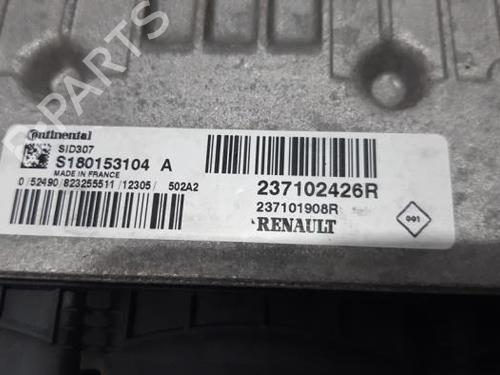 B-PARTS
Continental
SID307
S180153104 A
MADE IN FRANCE
0/52490/823255511/12305/ 502A2
237102426R
237101908R
RENAULT
001